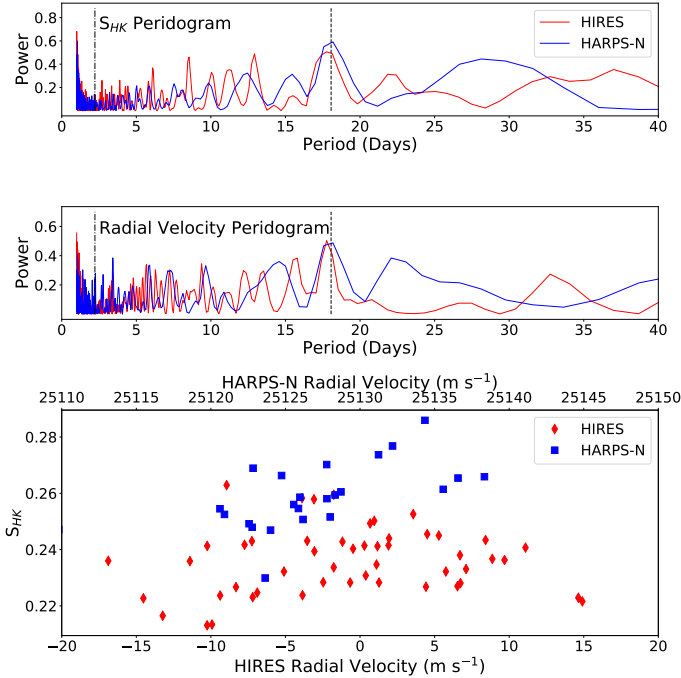 S_HK Peridogram
HIRES
HARPS-N
Power
0.8
0.6
0.4
0.2
0 5 10 15 20 25 30 35 40
Period (Days)
Radial Velocity Peridogram
Power
0.6
0.4
0.2
0 5 10 15 20 25 30 35 40
Period (Days)
HARPS-N Radial Velocity (m s⁻¹)
25110 25115 25120 25125 25130 25135 25140 25145 25150
HIRES
HARPS-N
S_HK
0.28
0.26
0.24
0.22
−20 −15 −10 −5 0 5 10 15 20
HIRES Radial Velocity (m s⁻¹)